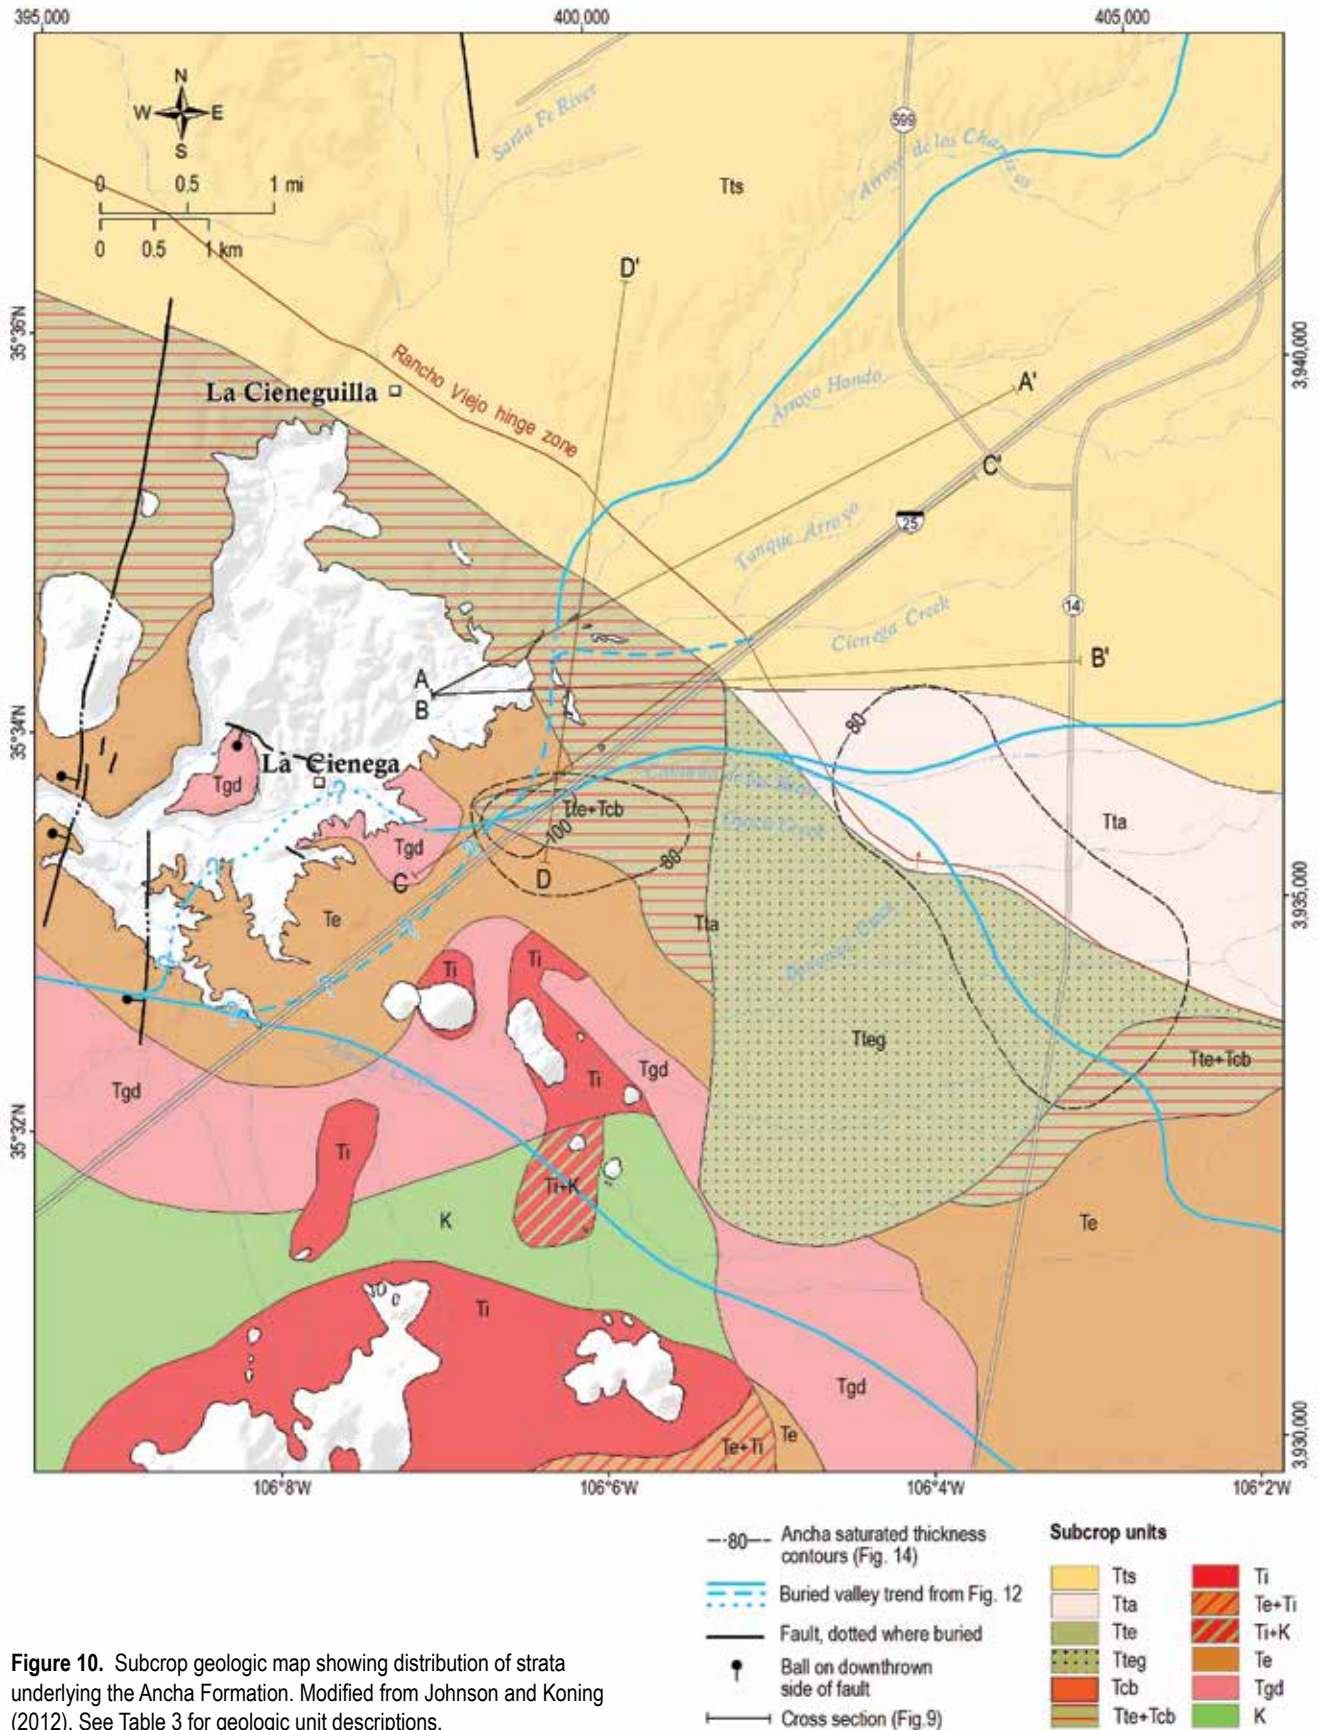 395,000
400,000
405,000
N
W E
S
0 0.5 1 mi
0 0.5 1 km
Santa Fe River
599
Arroyo de los Chamizos
Tts
D'
35°36'N
3,940,000
Rancho Viejo hinge zone
La Cieneguilla
Arroyo Hondo
A'
C'
25
Tanque Arroyo
14
Cienega Creek
B'
A
B
35°34'N
80
La Cienega
Tgd
?
Tte+Tcb
100
80
Tta
Tgd
C
D
?
?
Te
3,935,000
Tta
?
?
?
?
Ti
Ti
Tteg
Tte+Tcb
Tgd
Ti
Tgd
35°32'N
Ti
Ti+K
K
Te
Ti
Tgd
Te+Ti
Te
3,930,000
106°8'W
106°6'W
106°4'W
106°2'W
80 Ancha saturated thickness
contours (Fig. 14)
Buried valley trend from Fig. 12
Fault, dotted where buried
Ball on downthrown
side of fault
Cross section (Fig.9)
Subcrop units
Tts
Tta
Tte
Tteg
Tcb
Tte+Tcb
Ti
Te+Ti
Ti+K
Te
Tgd
K
Figure 10. Subcrop geologic map showing distribution of strata
underlying the Ancha Formation. Modified from Johnson and Koning
(2012). See Table 3 for geologic unit descriptions.